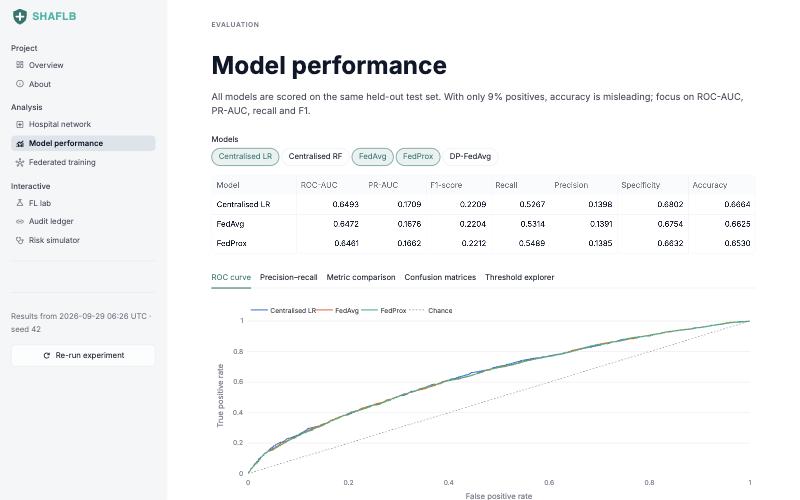 SHAFLB
Project
Overview
About
Analysis
Hospital network
Model performance
Federated training
Interactive
FL lab
Audit ledger
Risk simulator
Results from 2026-09-29 06:26 UTC ·
seed 42
Re-run experiment
EVALUATION
Model performance
All models are scored on the same held-out test set. With only 9% positives, accuracy is misleading; focus on ROC-AUC,
PR-AUC, recall and F1.
Models
Centralised LR Centralised RF FedAvg FedProx DP-FedAvg
Model ROC-AUC PR-AUC F1-score Recall Precision Specificity Accuracy
Centralised LR 0.6493 0.1709 0.2209 0.5267 0.1398 0.6802 0.6664
FedAvg 0.6472 0.1676 0.2204 0.5314 0.1391 0.6754 0.6625
FedProx 0.6461 0.1662 0.2212 0.5489 0.1385 0.6632 0.6530
ROC curve Precision–recall Metric comparison Confusion matrices Threshold explorer
Centralised LR FedAvg FedProx Chance
True positive rate
1
0.8
0.6
0.4
0.2
0
0 0.2 0.4 0.6 0.8 1
False positive rate